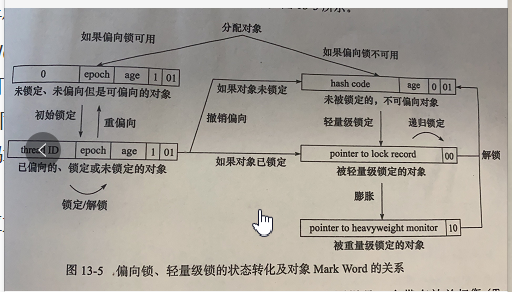 分配对象
如果偏向锁可用
如果偏向锁不可用
0 epoch age 1 01
未锁定、未偏向但是可偏向的对象
hash code age 0 01
未被锁定的，不可偏向对象
如果对象未锁定
初始锁定
重偏向
撤销偏向
轻量级锁定
递归锁定
ID epoch age 1 01
已偏向的、锁定或未锁定的对象
如果对象已锁定
pointer to lock record 00
被轻量级锁定的对象
解锁
锁定/解锁
膨胀
pointer to heavyweight monitor 10
被重量级锁定的对象
图 13-5 .偏向锁、轻量级锁的状态转化及对象 Mark Word 的关系